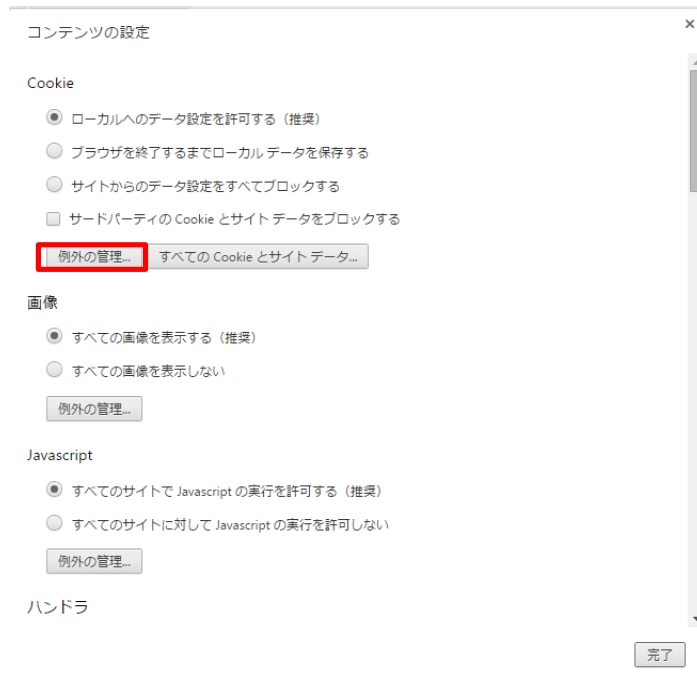 コンテンツの設定
Cookie
ローカルへのデータ設定を許可する（推奨）
ブラウザを終了するまでローカル データを保存する
サイトからのデータ設定をすべてブロックする
サードパーティの Cookie とサイト データをブロックする
例外の管理... すべての Cookie とサイト データ...
画像
すべての画像を表示する（推奨）
すべての画像を表示しない
例外の管理...
Javascript
すべてのサイトで Javascript の実行を許可する（推奨）
すべてのサイトに対して Javascript の実行を許可しない
例外の管理...
ハンドラ
完了